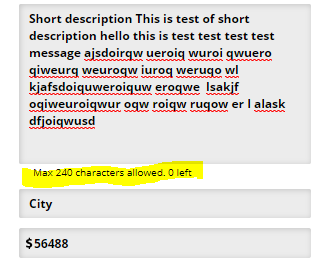 Short description This is test of short
description hello this is test test test test
message ajsdoirqw ueroiq wuroi qwuero
qiweurq weuroqw iuroq weruqo wl
kjafsdoiquweroiquw eroqwe lsakjf
oqiweuroiqwur oqw roiqw ruqow er l alask
dfjoiqwusd
Max 240 characters allowed. 0 left
City
$56488